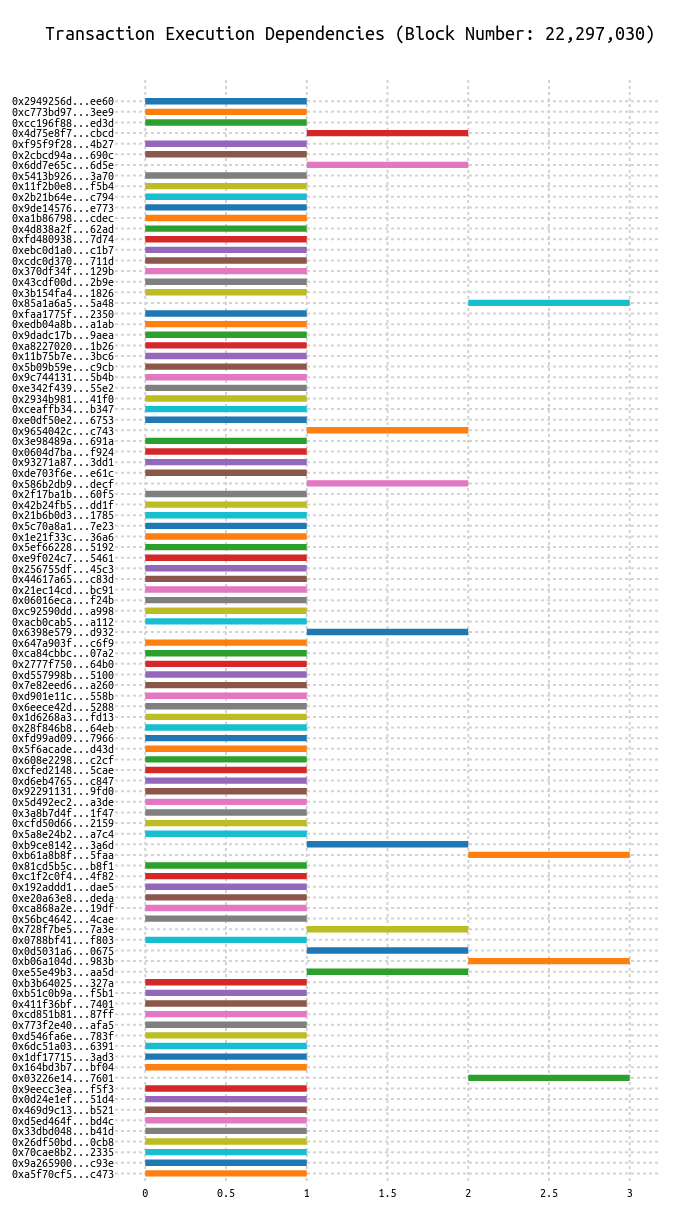 Transaction Execution Dependencies (Block Number: 22,297,030)
0x2949256d...ee60
0xc773bd97...3ee9
0xcc196f88...ed3d
0x4d75e8f7...cbcd
0xf95f9f28...4b27
0x2cbcd94a...690c
0x6dd7e65c...6d5e
0x5413b926...3a70
0x11f2b0e8...f5b4
0x2b21b64e...c794
0x9de14576...e773
0xa1b86798...cdec
0x4d838a2f...62ad
0xfd480938...7d74
0xebc0d1a0...c1b7
0xcdc0d370...711d
0x370df34f...129b
0x43cdf00d...2b9e
0x3b154fa4...1826
0x85a1a6a5...5a48
0xfaa1775f...2350
0xedb04a8b...a1ab
0x9dadc17b...9aea
0xa8227020...1b26
0x11b75b7e...3bc6
0x5b09b59e...c9cb
0x9c744131...5b4b
0xe342f439...55e2
0x2934b981...41f0
0xceaffb34...b347
0xe0df50e2...6753
0x9654042c...c743
0x3e98489a...691a
0x0604d7ba...f924
0x93271a87...3dd1
0xde703f6e...e61c
0x586b2db9...decf
0x2f17ba1b...60f5
0x42b24fb5...dd1f
0x21b6b0d3...1785
0x5c70a8a1...7e23
0x1e21f33c...36a6
0x5ef66228...5192
0xe9f024c7...5461
0x256755df...45c3
0x44617a65...c83d
0x21ec14cd...bc91
0x06016eca...f24b
0xc92590dd...a998
0xacb0cab5...a112
0x6398e579...d932
0x647a903f...c6f9
0xca84cbbc...07a2
0x2777f750...64b0
0xd557998b...5100
0x7e82eed6...a260
0xd901e11c...558b
0x6eece42d...5288
0x1d6268a3...fd13
0x28f846b8...64eb
0xfd99ad09...7966
0x5f6acade...d43d
0x608e2298...c2cf
0xcfed2148...5cae
0xd6eb4765...c847
0x92291131...9fd0
0x5d492ec2...a3de
0x3a8b7d4f...1f47
0xcfd50d66...2159
0x5a8e24b2...a7c4
0xb9ce8142...3a6d
0xb61a8b8f...5faa
0x81cd5b5c...b8f1
0xc1f2c0f4...4f82
0x192addd1...dae5
0xe20a63e8...deda
0xca868a2e...19df
0x56bc4642...4cae
0x728f7be5...7a3e
0x0788bf41...f803
0x0d5031a6...0675
0xb06a104d...983b
0xe55e49b3...aa5d
0xb3b64025...327a
0xb51c0b9a...f5b1
0x411f36bf...7401
0xcd851b81...87ff
0x773f2e40...afa5
0xd546fa6e...783f
0x6dc51a03...6391
0x1df17715...3ad3
0x164bd3b7...bf04
0x03226e14...7601
0x9eecc3ea...f5f3
0x0d24e1ef...51d4
0x469d9c13...b521
0xd5ed464f...bd4c
0x33dbd048...b41d
0x26df50bd...0cb8
0x70cae8b2...2335
0x9a265900...c93e
0xa5f70cf5...c473
0 0.5 1 1.5 2 2.5 3